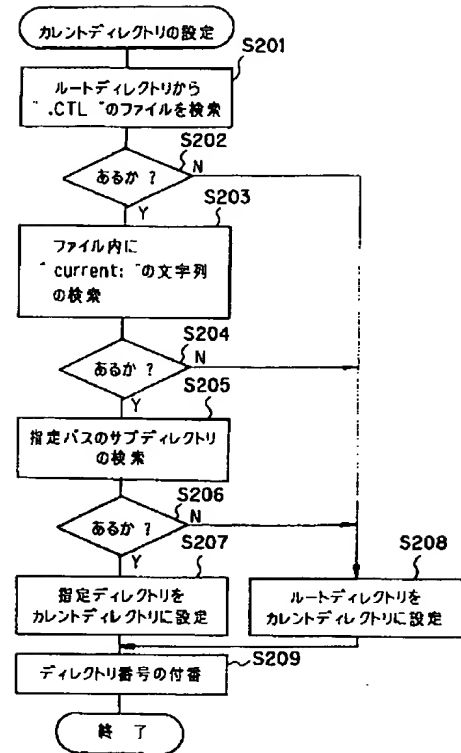 カレントディレクトリの設定
S201
ルートディレクトリから
" .CTL "のファイルを検索
S202
あるか ?
N
Y
S203
ファイル内に
" current: "の文字列
の検索
S204
あるか ?
N
Y
S205
指定パスのサブディレクトリ
の検索
S206
あるか ?
N
Y
S207
指定ディレクトリを
カレントディレクトリに設定
S208
ルートディレクトリを
カレントディレクトリに設定
S209
ディレクトリ番号の付番
終 了